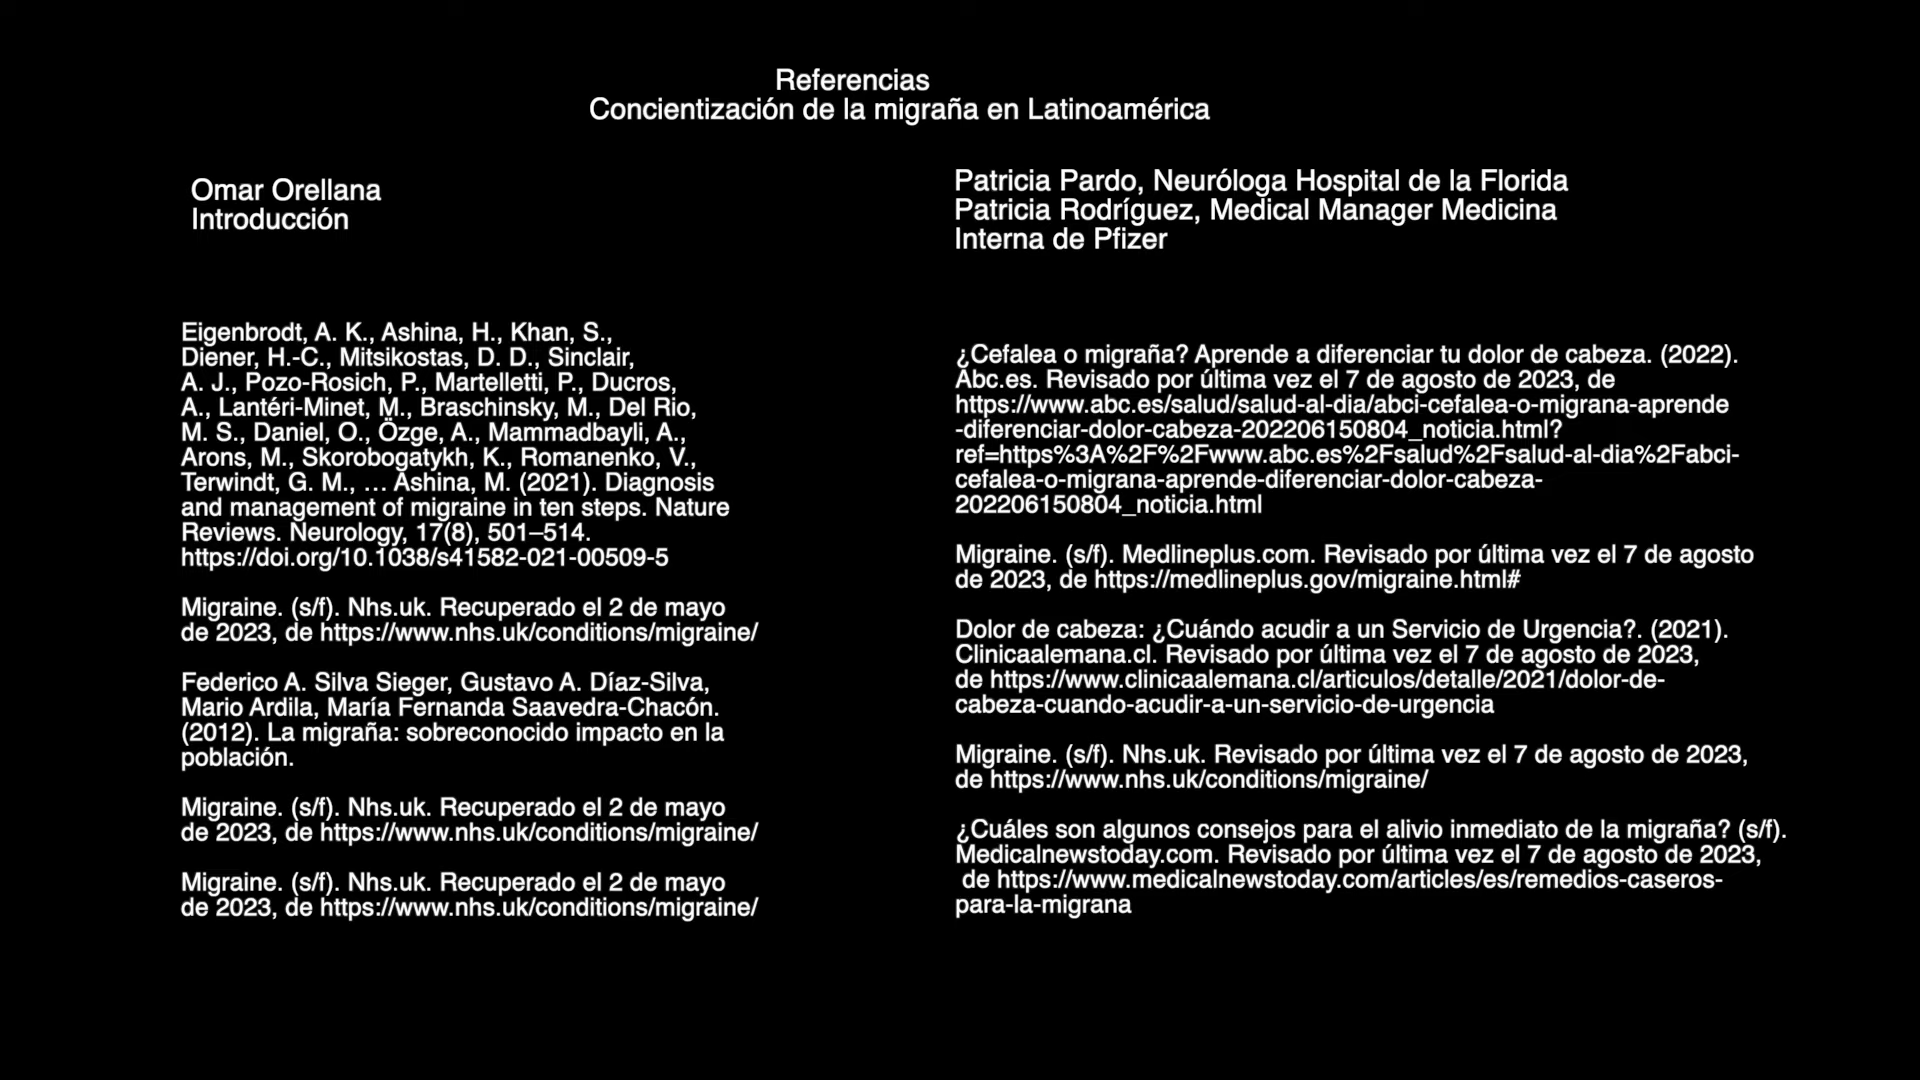 Referencias
Concientización de la migraña en Latinoamérica
Omar Orellana
Introducción
Eigenbrodt, A. K., Ashina, H., Khan, S.,
Diener, H.-C., Mitsikostas, D. D., Sinclair,
A. J., Pozo-Rosich, P., Martelletti, P., Ducros,
A., Lantéri-Minet, M., Braschinsky, M., Del Rio,
M. S., Daniel, O., Özge, A., Mammadbayli, A.,
Arons, M., Skorobogatykh, K., Romanenko, V.,
Terwindt, G. M., … Ashina, M. (2021). Diagnosis
and management of migraine in ten steps. Nature
Reviews. Neurology, 17(8), 501–514.
https://doi.org/10.1038/s41582-021-00509-5
Migraine. (s/f). Nhs.uk. Recuperado el 2 de mayo
de 2023, de https://www.nhs.uk/conditions/migraine/
Federico A. Silva Sieger, Gustavo A. Díaz-Silva,
Mario Ardila, María Fernanda Saavedra-Chacón.
(2012). La migraña: sobreconocido impacto en la
población.
Migraine. (s/f). Nhs.uk. Recuperado el 2 de mayo
de 2023, de https://www.nhs.uk/conditions/migraine/
Migraine. (s/f). Nhs.uk. Recuperado el 2 de mayo
de 2023, de https://www.nhs.uk/conditions/migraine/
Patricia Pardo, Neuróloga Hospital de la Florida
Patricia Rodríguez, Medical Manager Medicina
Interna de Pfizer
¿Cefalea o migraña? Aprende a diferenciar tu dolor de cabeza. (2022).
Abc.es. Revisado por última vez el 7 de agosto de 2023, de
https://www.abc.es/salud/salud-al-dia/abci-cefalea-o-migrana-aprende
-diferenciar-dolor-cabeza-202206150804_noticia.html?
ref=https%3A%2F%2Fwww.abc.es%2Fsalud%2Fsalud-al-dia%2Fabci-
cefalea-o-migrana-aprende-diferenciar-dolor-cabeza-
202206150804_noticia.html
Migraine. (s/f). Medlineplus.com. Revisado por última vez el 7 de agosto
de 2023, de https://medlineplus.gov/migraine.html#
Dolor de cabeza: ¿Cuándo acudir a un Servicio de Urgencia?. (2021).
Clinicaalemana.cl. Revisado por última vez el 7 de agosto de 2023,
de https://www.clinicaalemana.cl/articulos/detalle/2021/dolor-de-
cabeza-cuando-acudir-a-un-servicio-de-urgencia
Migraine. (s/f). Nhs.uk. Revisado por última vez el 7 de agosto de 2023,
de https://www.nhs.uk/conditions/migraine/
¿Cuáles son algunos consejos para el alivio inmediato de la migraña? (s/f).
Medicalnewstoday.com. Revisado por última vez el 7 de agosto de 2023,
de https://www.medicalnewstoday.com/articles/es/remedios-caseros-
para-la-migrana